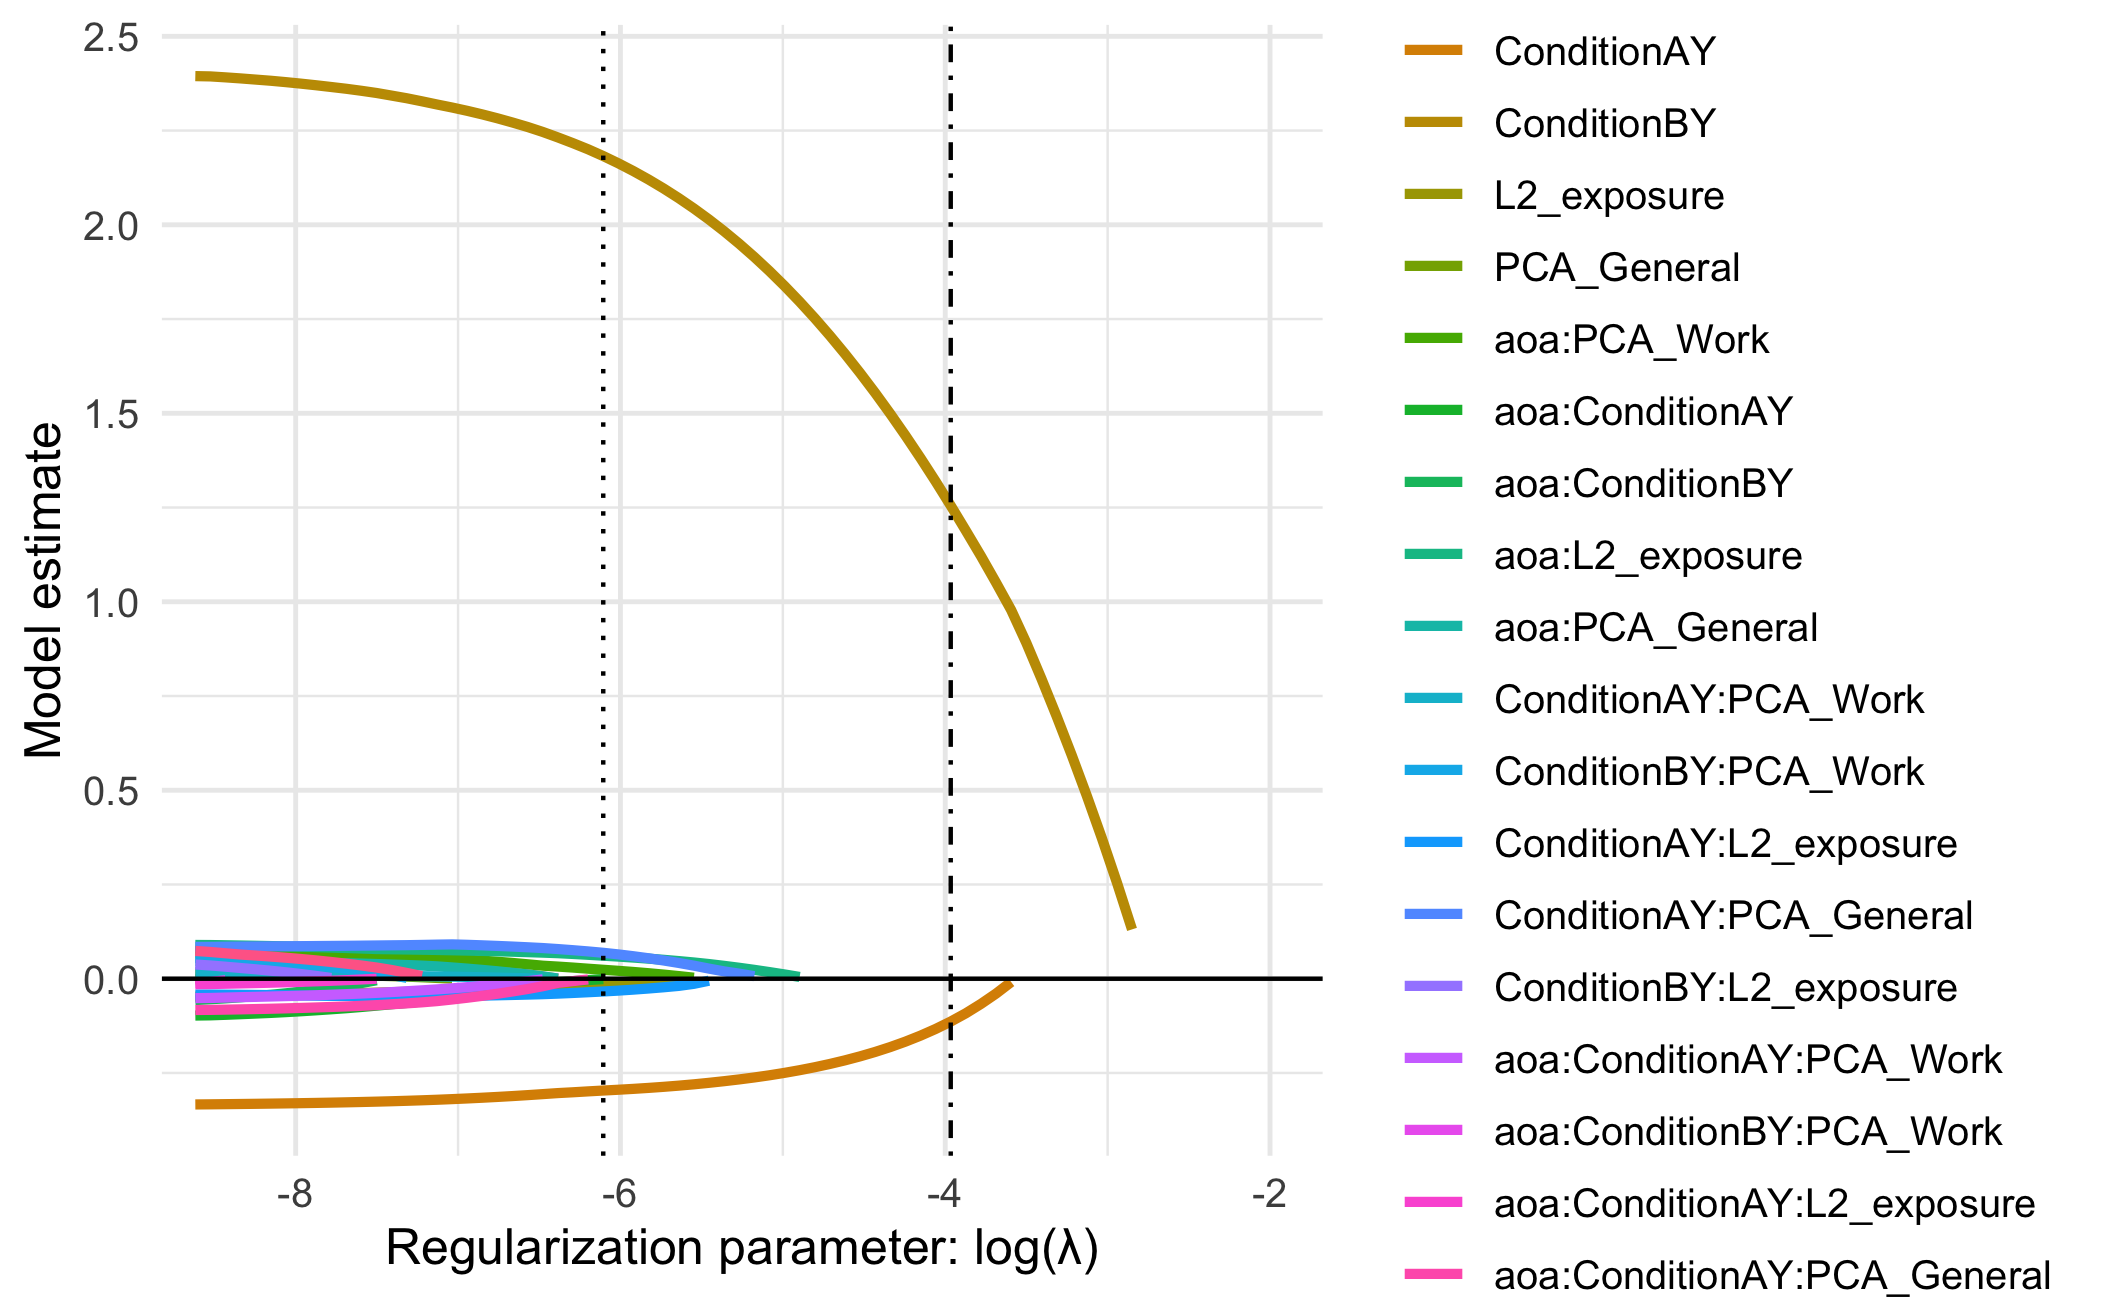 2.5
2.0
1.5
1.0
0.5
0.0
Model estimate
-8
-6
-4
-2
Regularization parameter: log(λ)
ConditionAY
ConditionBY
L2_exposure
PCA_General
aoa:PCA_Work
aoa:ConditionAY
aoa:ConditionBY
aoa:L2_exposure
aoa:PCA_General
ConditionAY:PCA_Work
ConditionBY:PCA_Work
ConditionAY:L2_exposure
ConditionAY:PCA_General
ConditionBY:L2_exposure
aoa:ConditionAY:PCA_Work
aoa:ConditionBY:PCA_Work
aoa:ConditionAY:L2_exposure
aoa:ConditionAY:PCA_General